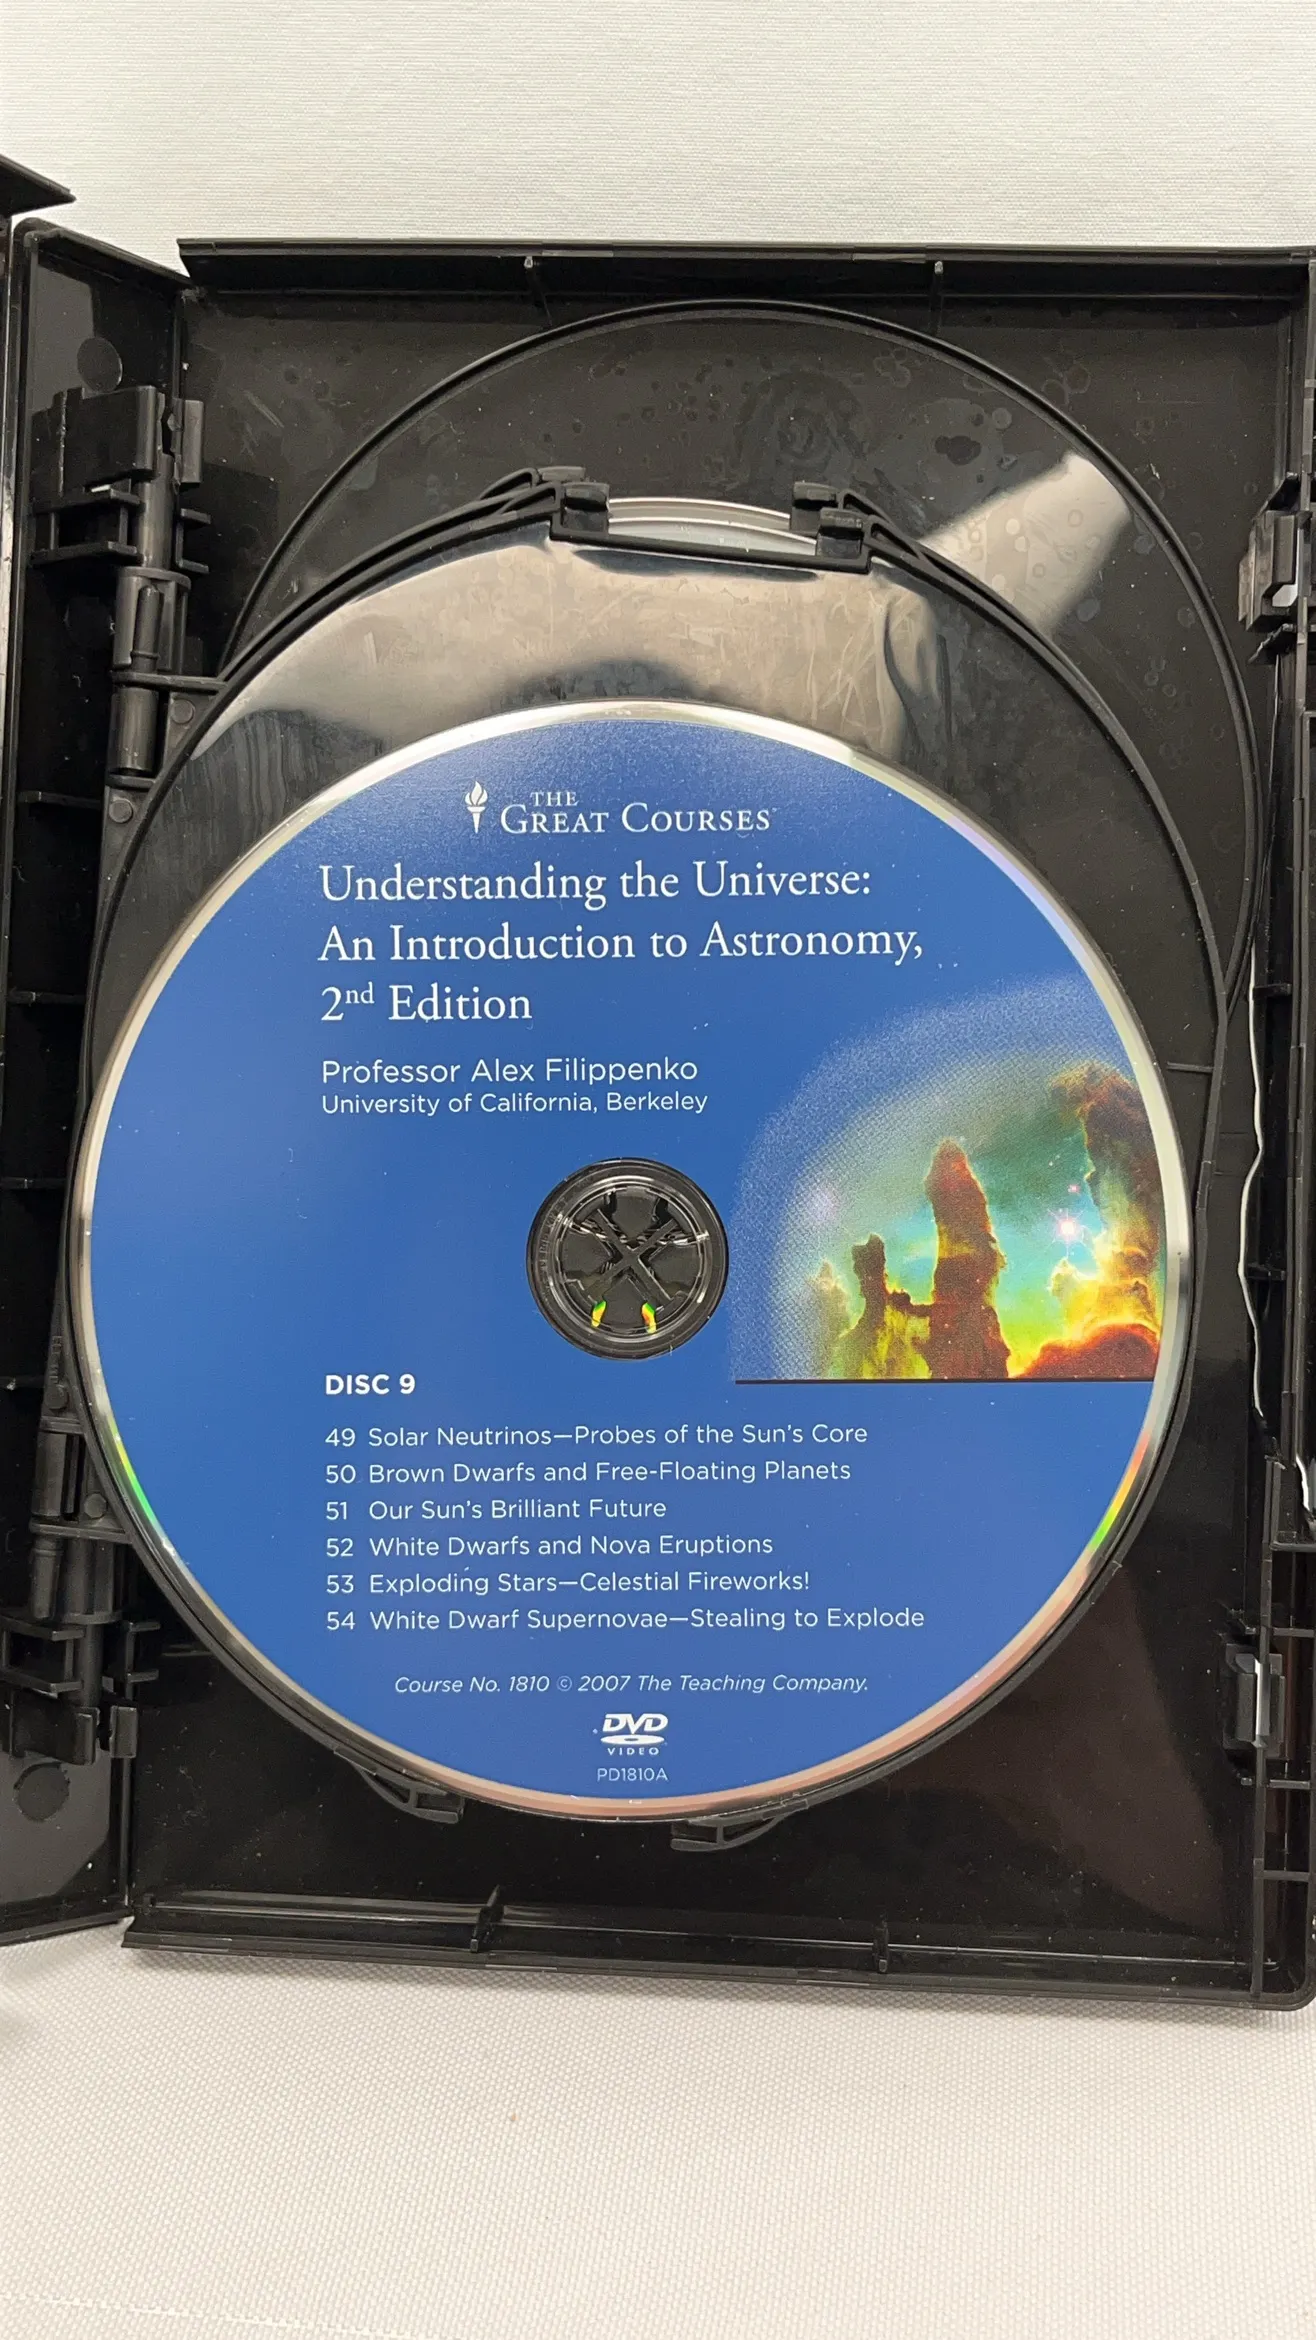 THE
GREAT COURSES
Understanding the Universe:
An Introduction to Astronomy,
2nd Edition
Professor Alex Filippenko
University of California, Berkeley
DISC 9
49 Solar Neutrinos—Probes of the Sun's Core
50 Brown Dwarfs and Free-Floating Planets
51 Our Sun's Brilliant Future
52 White Dwarfs and Nova Eruptions
53 Exploding Stars—Celestial Fireworks!
54 White Dwarf Supernovae—Stealing to Explode
Course No. 1810 © 2007 The Teaching Company.
DVD
VIDEO
PD1810A